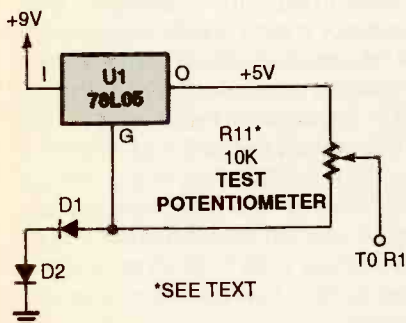 +9V
I
U1
78L05
O
+5V
G
R11*
10K
TEST
POTENTIOMETER
D1
D2
*SEE TEXT
TO R1